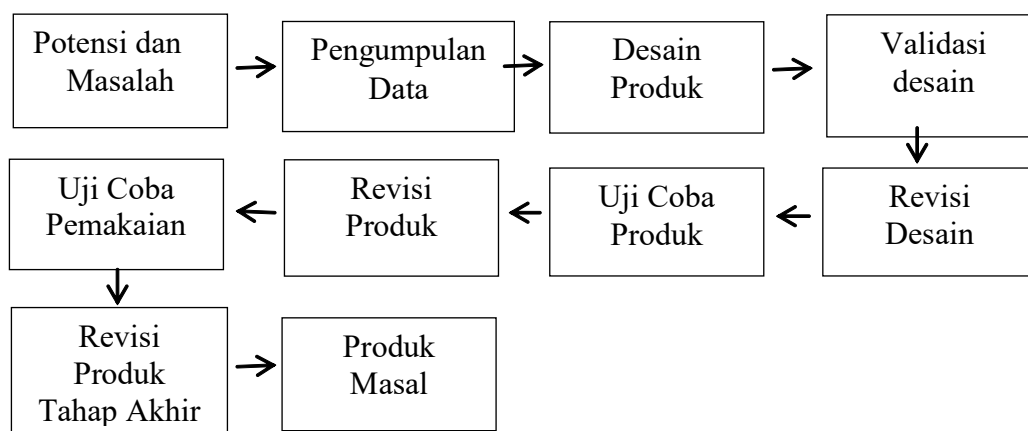 Potensi dan
Masalah
Pengumpulan
Data
Desain
Produk
Validasi
desain
Revisi
Desain
Uji Coba
Produk
Revisi
Produk
Uji Coba
Pemakaian
Revisi
Produk
Tahap Akhir
Produk
Masal